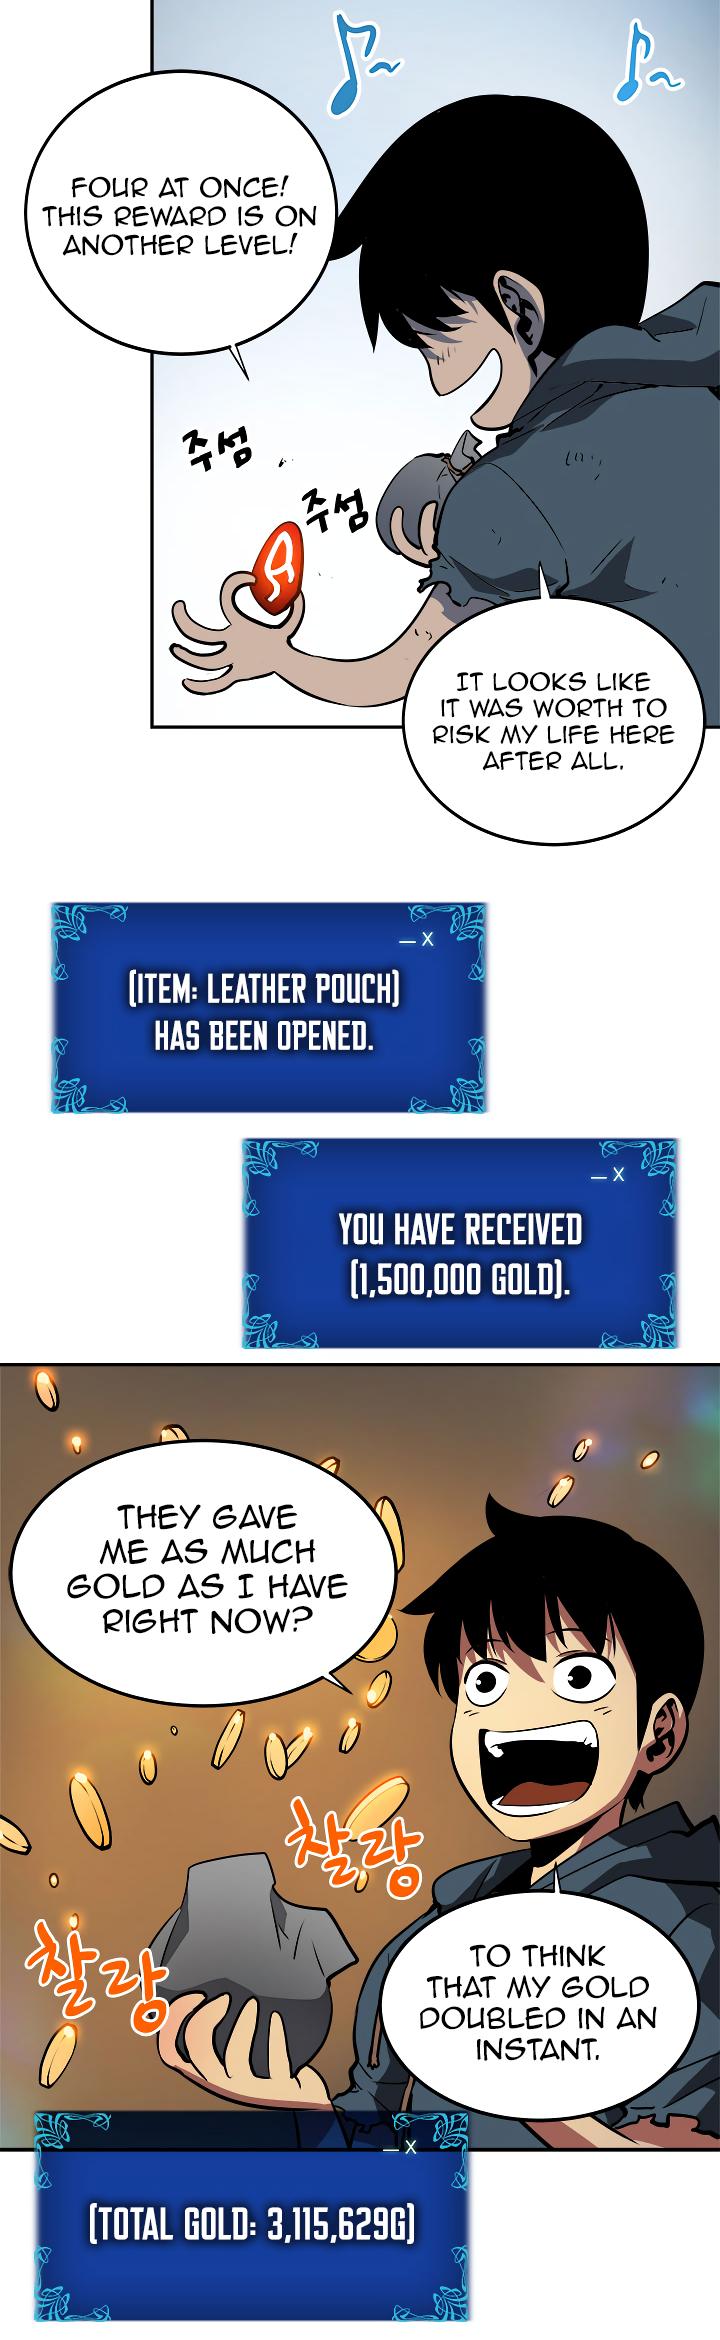 FOUR AT ONCE!
THIS REWARD IS ON
ANOTHER LEVEL!
주섬
주섬
IT LOOKS LIKE
IT WAS WORTH TO
RISK MY LIFE HERE
AFTER ALL.
— X
[ITEM: LEATHER POUCH]
HAS BEEN OPENED.
— X
YOU HAVE RECEIVED
[1,500,000 GOLD].
THEY GAVE
ME AS MUCH
GOLD AS I HAVE
RIGHT NOW?
찰랑
찰랑
TO THINK
THAT MY GOLD
DOUBLED IN AN
INSTANT.
— X
[TOTAL GOLD: 3,115,629G]